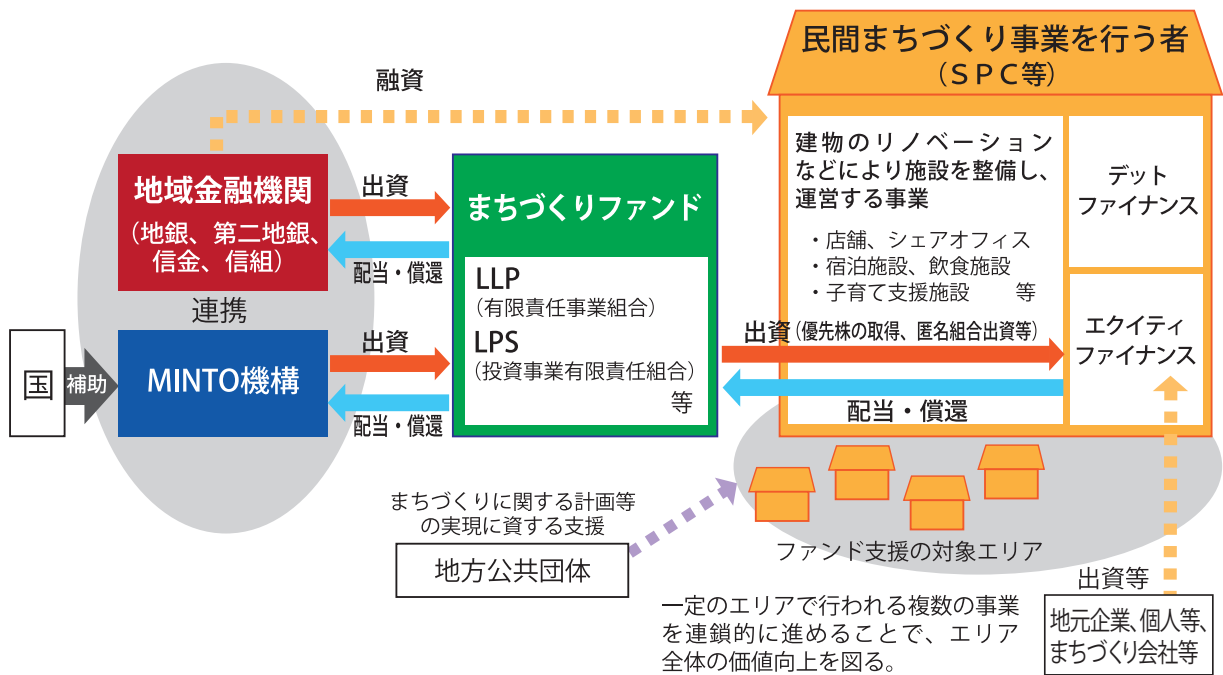 民間まちづくり事業を行う者
（ＳＰＣ等）
融資
地域金融機関
（地銀、第二地銀、
信金、信組）
連携
国
補助
MINTO機構
出資
配当・償還
出資
配当・償還
まちづくりファンド
LLP
（有限責任事業組合）
LPS
（投資事業有限責任組合）
等
建物のリノベーション
などにより施設を整備し、
運営する事業
・店舗、シェアオフィス
・宿泊施設、飲食施設
・子育て支援施設　　等
デット
ファイナンス
エクイティ
ファイナンス
出資（優先株の取得、匿名組合出資等）
配当・償還
まちづくりに関する計画等
の実現に資する支援
地方公共団体
ファンド支援の対象エリア
一定のエリアで行われる複数の事業
を連鎖的に進めることで、エリア
全体の価値向上を図る。
出資等
地元企業、個人等、
まちづくり会社等